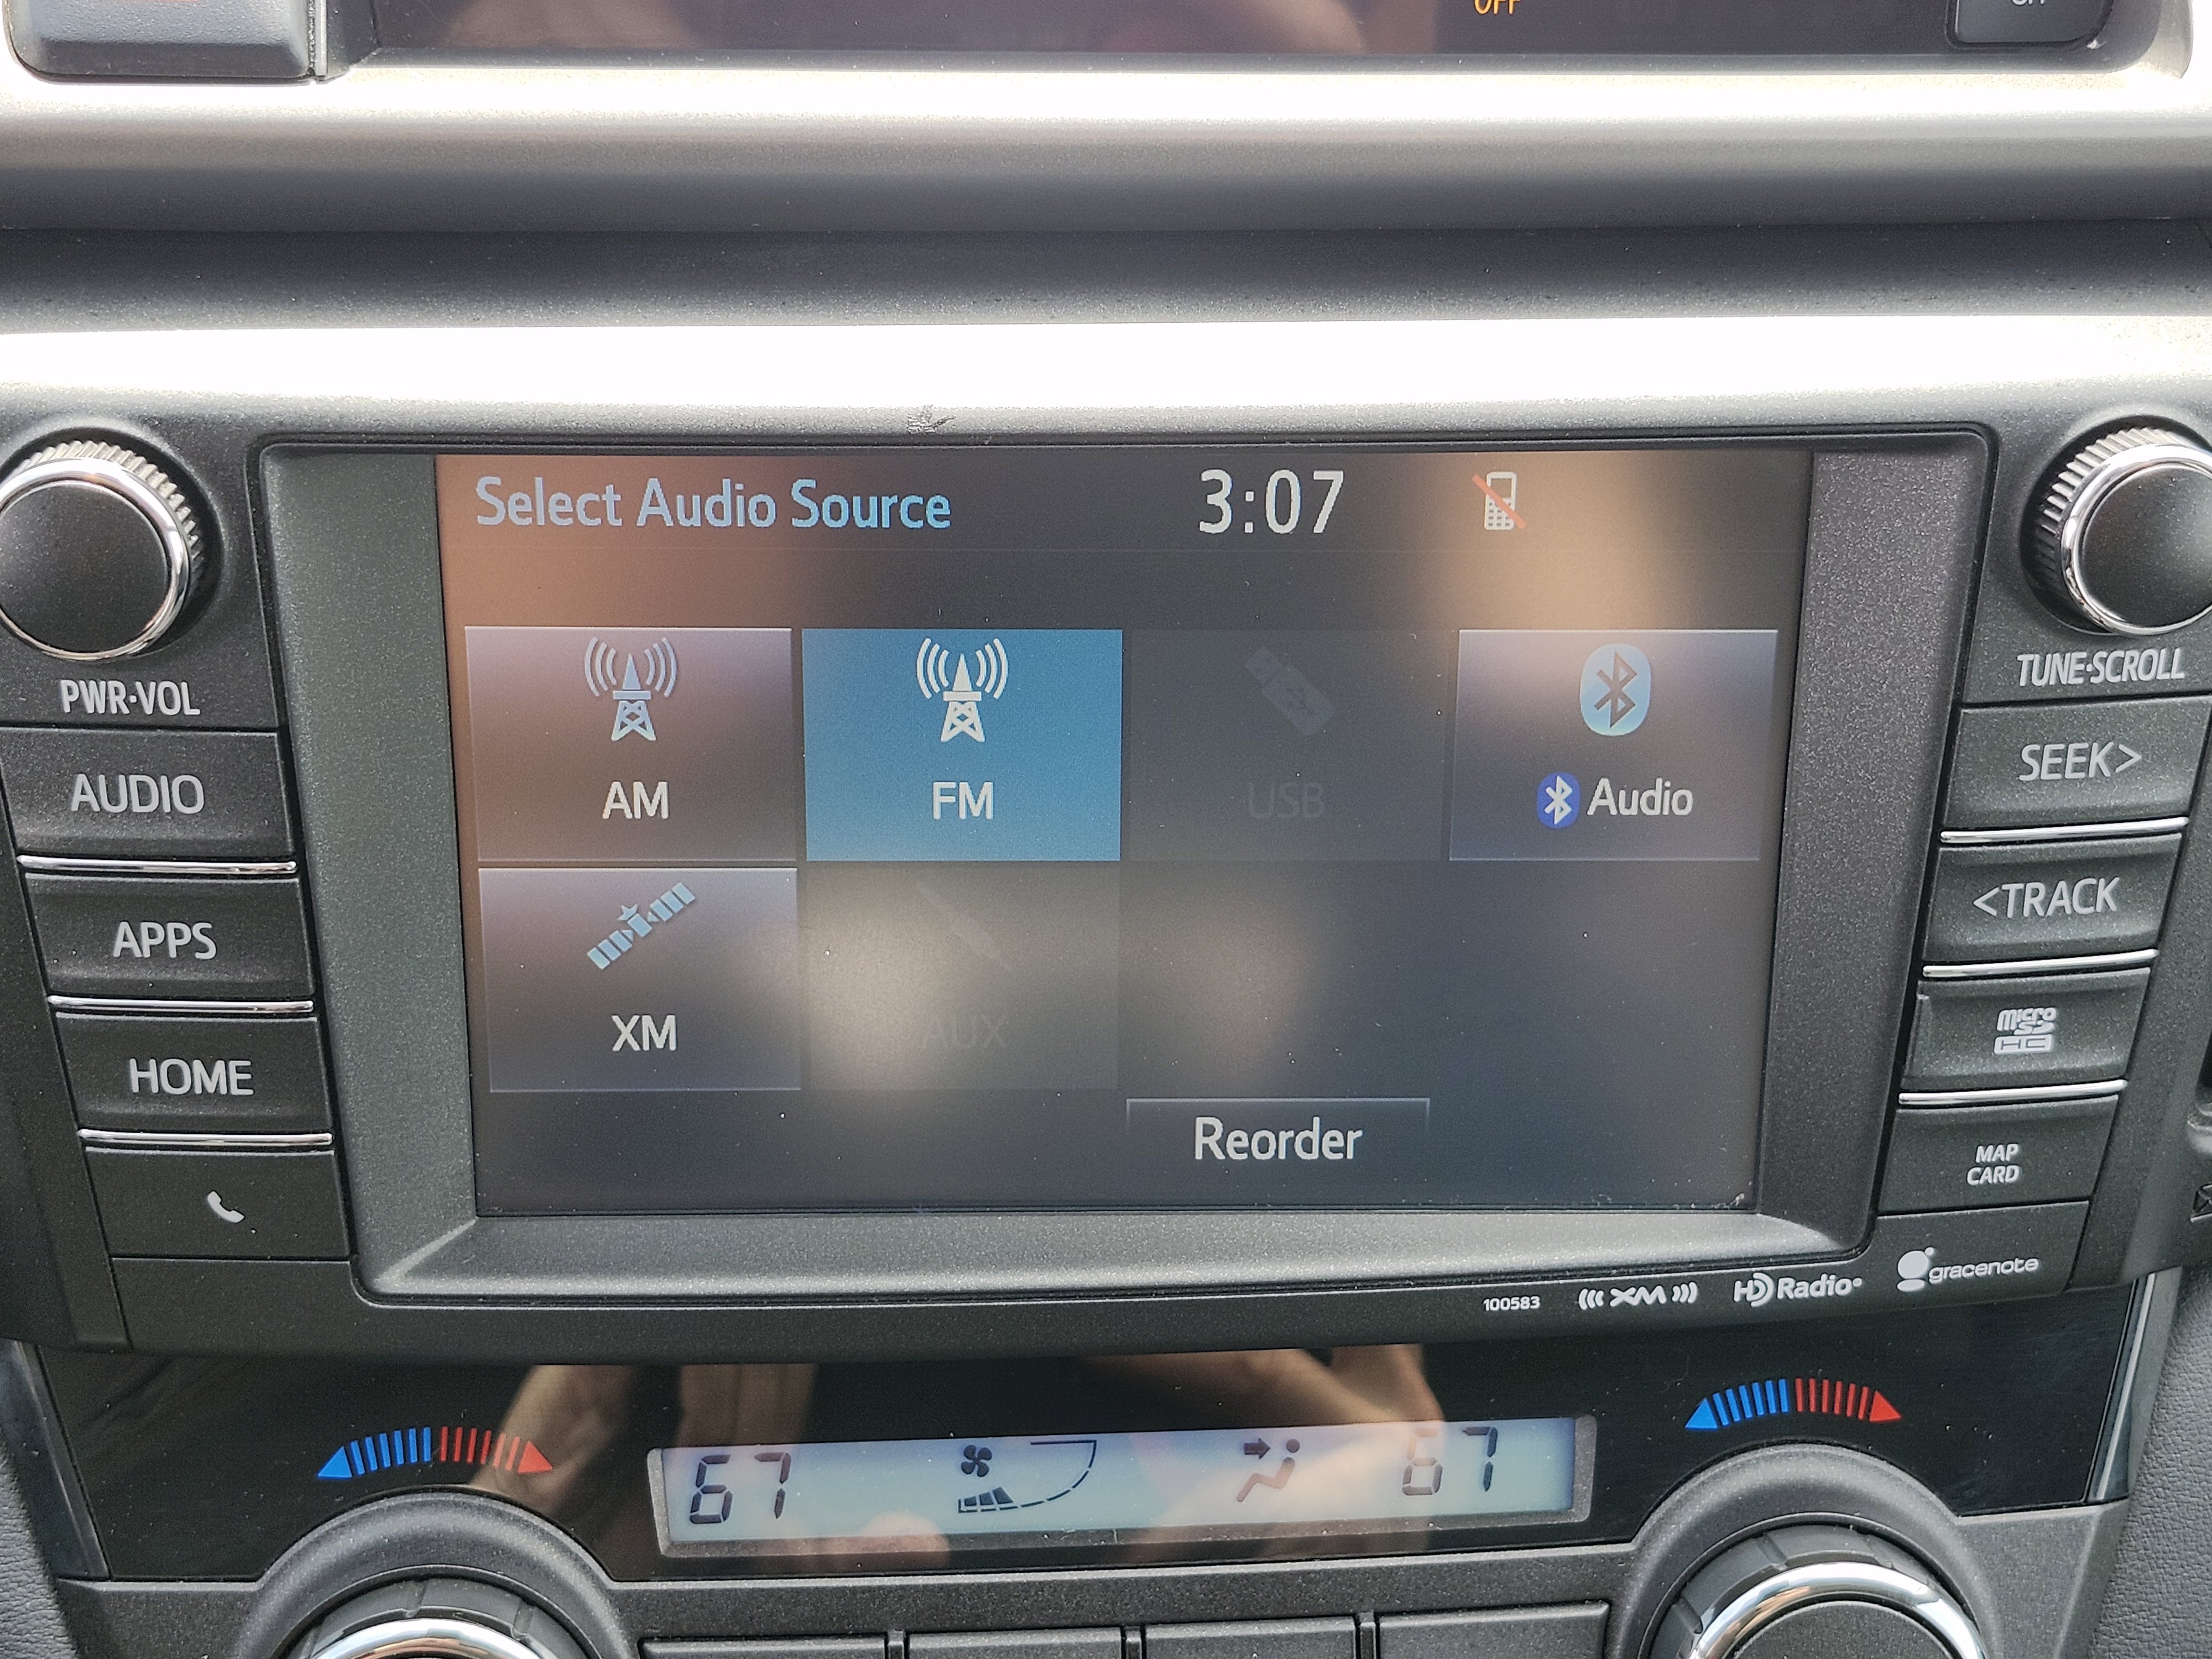 OFF
Select Audio Source 3:07
PWR·VOL
TUNE·SCROLL
AM
FM
USB
Audio
AUDIO
SEEK>
APPS
<TRACK
XM
AUX
HOME
micro
SD
HC
Reorder
MAP
CARD
100583
XM
HD Radio
gracenote
67
67